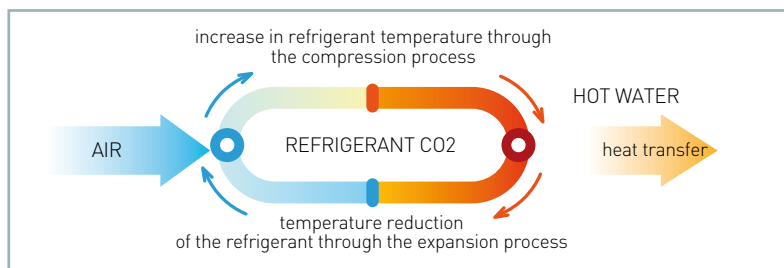 increase in refrigerant temperature through
the compression process
HOT WATER
AIR
REFRIGERANT CO2
heat transfer
temperature reduction
of the refrigerant through the expansion process